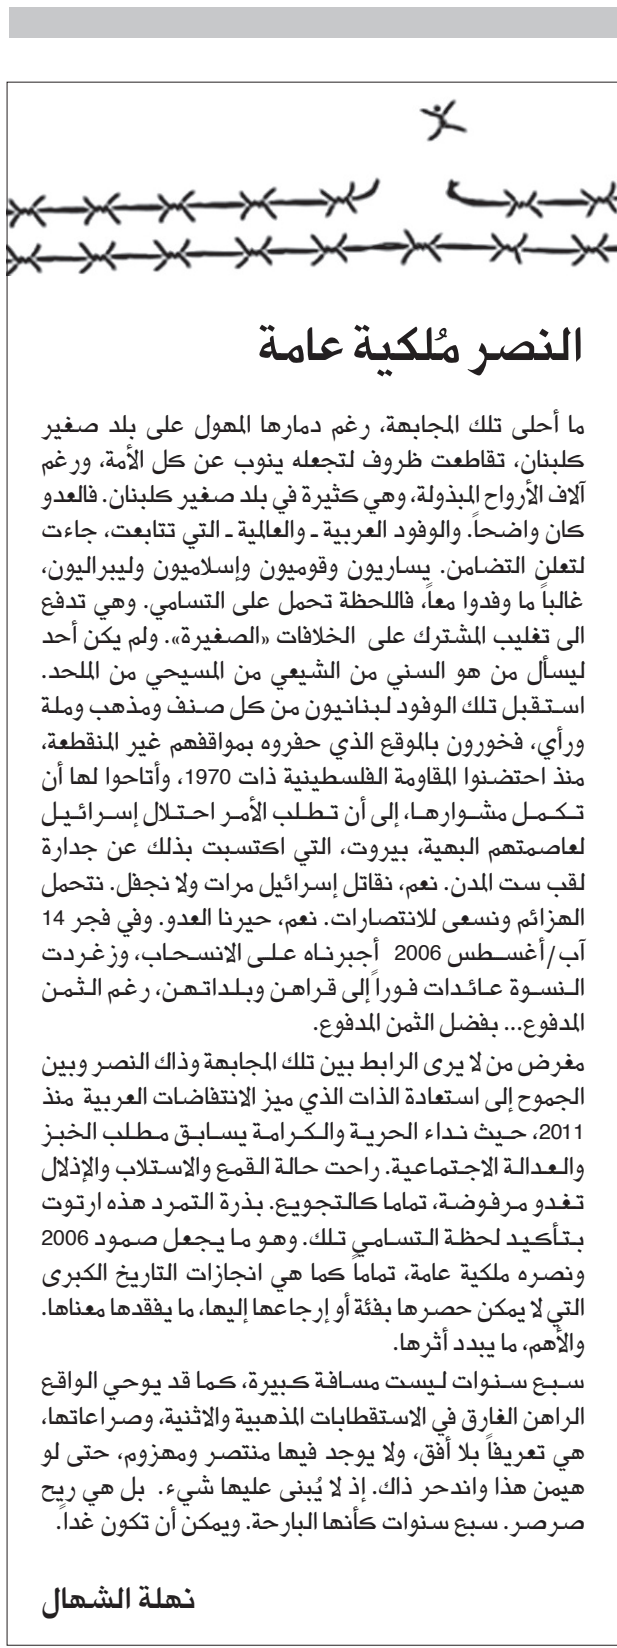 النصر مُلكية عامة
ما أحلى تلك المجابهة، رغم دمارها المهول على بلد صغير
كلبنان، تقاطعت ظروف لتجعله ينوب عن كل الأمة، ورغم
آلاف الأرواح المبذولة، وهي كثيرة في بلد صغير كلبنان. فالعدو
كان واضحاً. والوفود العربية ـ والعالمية ـ التي تتابعت، جاءت
لتعلن التضامن. يساريون وقوميون وإسلاميون وليبراليون،
غالباً ما وفدوا معاً، فاللحظة تحمل على التسامي. وهي تدفع
الى تغليب المشترك على الخلافات «الصغيرة». ولم يكن أحد
ليسأل من هو السني من الشيعي من المسيحي من الملحد.
استقبل تلك الوفود لبنانيون من كل صنف ومذهب وملة
ورأي، فخورون بالموقع الذي حفروه بمواقفهم غير المنقطعة،
منذ احتضنوا المقاومة الفلسطينية ذات 1970، وأتاحوا لها أن
تكمل مشوارها، إلى أن تطلب الأمر احتلال إسرائيل
لعاصمتهم البهية، بيروت، التي اكتسبت بذلك عن جدارة
لقب ست المدن. نعم، نقاتل إسرائيل مرات ولا نجفل. نتحمل
الهزائم ونسعى للانتصارات. نعم، حيرنا العدو. وفي فجر 14
آب/أغسطس 2006 أجبرناه على الانسحاب، وزغردت
النسوة عائدات فوراً إلى قراهن وبلداتهن، رغم الثمن
المدفوع... بفضل الثمن المدفوع.
مغرض من لا يرى الرابط بين تلك المجابهة وذاك النصر وبين
الجموح إلى استعادة الذات الذي ميز الانتفاضات العربية منذ
2011، حيث نداء الحرية والكرامة يسابق مطلب الخبز
والعدالة الاجتماعية. راحت حالة القمع والاستلاب والإذلال
تغدو مرفوضة، تماما كالتجويع. بذرة التمرد هذه ارتوت
بتأكيد لحظة التسامي تلك. وهو ما يجعل صمود 2006
ونصره ملكية عامة، تماماً كما هي انجازات التاريخ الكبرى
التي لا يمكن حصرها بفئة أو إرجاعها إليها، ما يفقدها معناها.
والأهم، ما يبدد أثرها.
سبع سنوات ليست مسافة كبيرة، كما قد يوحي الواقع
الراهن الغارق في الاستقطابات المذهبية والاثنية، وصراعاتها،
هي تعريفاً بلا أفق، ولا يوجد فيها منتصر ومهزوم، حتى لو
هيمن هذا واندحر ذاك. إذ لا يُبنى عليها شيء. بل هي ريح
صرصر. سبع سنوات كأنها البارحة. ويمكن أن تكون غداً.
نهلة الشهال